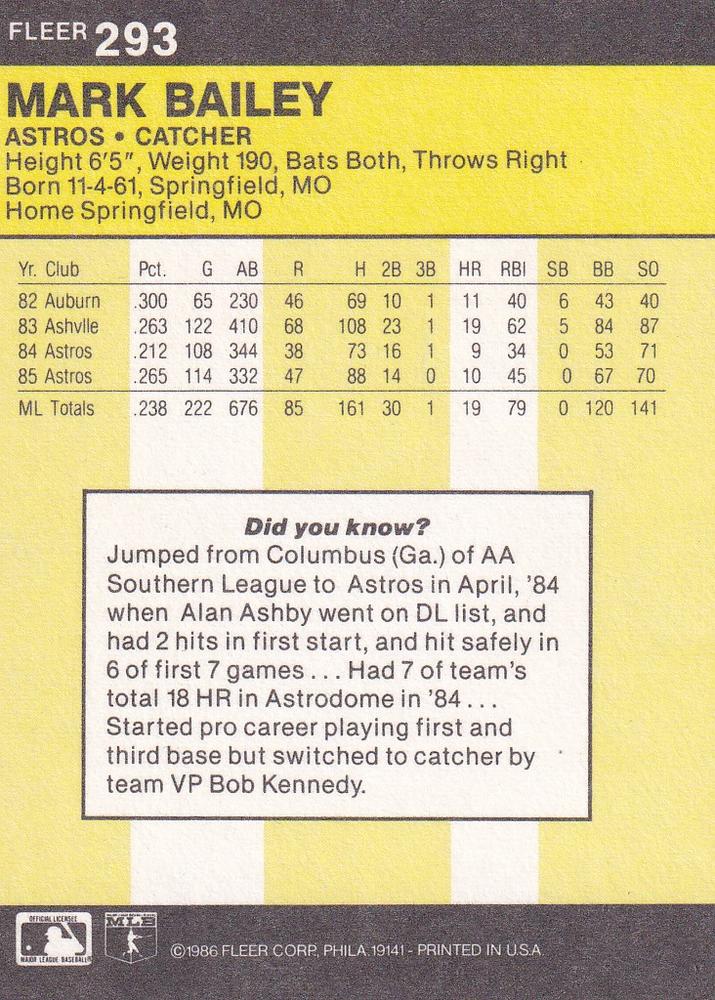 FLEER 293
MARK BAILEY
ASTROS • CATCHER
Height 6'5", Weight 190, Bats Both, Throws Right
Born 11-4-61, Springfield, MO
Home Springfield, MO
Yr. Club Pct. G AB R H 2B 3B HR RBI SB BB SO
82 Auburn .300 65 230 46 69 10 1 11 40 6 43 40
83 Ashvlle .263 122 410 68 108 23 1 19 62 5 84 87
84 Astros .212 108 344 38 73 16 1 9 34 0 53 71
85 Astros .265 114 332 47 88 14 0 10 45 0 67 70
ML Totals .238 222 676 85 161 30 1 19 79 0 120 141
Did you know?
Jumped from Columbus (Ga.) of AA
Southern League to Astros in April, '84
when Alan Ashby went on DL list, and
had 2 hits in first start, and hit safely in
6 of first 7 games . . . Had 7 of team's
total 18 HR in Astrodome in '84 . . .
Started pro career playing first and
third base but switched to catcher by
team VP Bob Kennedy.
OFFICIAL LICENSEE
MAJOR LEAGUE BASEBALL
MLB
©1986 FLEER CORP., PHILA. 19141 - PRINTED IN U.S.A.